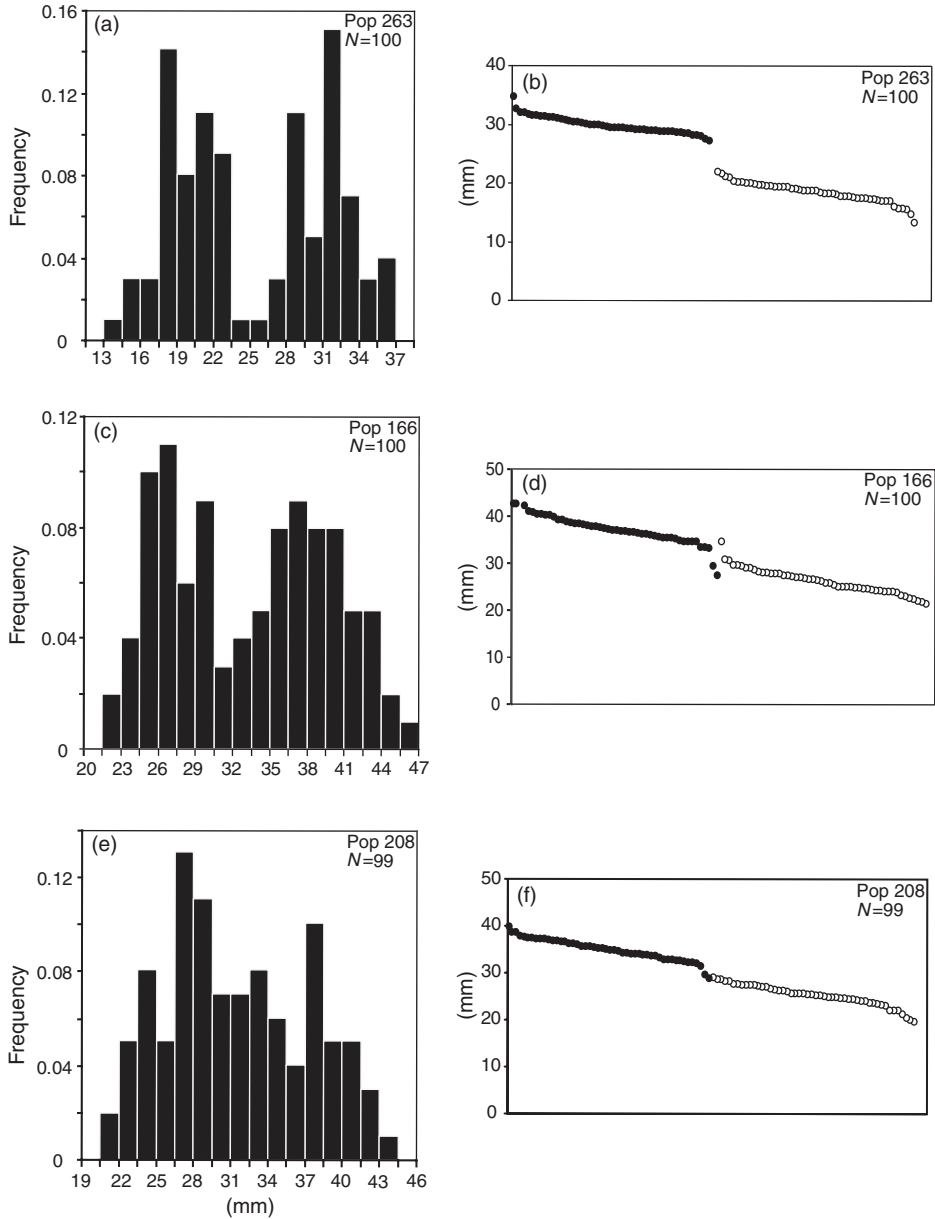 (a)
Pop 263
N=100
Frequency
0.16
0.12
0.08
0.04
0
13 16 19 22 25 28 31 34 37
(b)
Pop 263
N=100
(mm)
40
30
20
10
0
(c)
Pop 166
N=100
Frequency
0.12
0.08
0.04
0
20 23 26 29 32 35 38 41 44 47
(d)
Pop 166
N=100
(mm)
50
40
30
20
10
0
(e)
Pop 208
N=99
Frequency
0.12
0.08
0.04
0
19 22 25 28 31 34 37 40 43 46
(mm)
(f)
Pop 208
N=99
(mm)
50
40
30
20
10
0